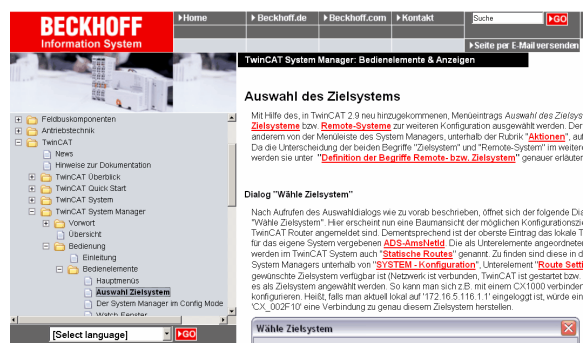 BECKHOFF
Information System
Home
Beckhoff.de
Beckhoff.com
Kontakt
Suche
GO
Seite per E-Mail versenden
TwinCAT System Manager: Bedienelemente & Anzeigen
Feldbuskomponenten
Antriebstechnik
TwinCAT
News
Hinweise zur Dokumentation
TwinCAT Überblick
TwinCAT Quick Start
TwinCAT System
TwinCAT System Manager
Vorwort
Übersicht
Bedienung
Einleitung
Bedienelemente
Hauptmenüs
Auswahl Zielsystem
Der System Manager im Config Mode
Watch Fenster
[Select language]
GO
Auswahl des Zielsystems
Mit Hilfe des, in TwinCAT 2.9 neu hinzugekommenen, Menüeintrags Auswahl des Zielsys
Zielsysteme bzw. Remote-Systeme zur weiteren Konfiguration ausgewählt werden. Der
anderem von der Menüleiste des System Managers, unterhalb der Rubrik "Aktionen", auf
Da die Unterscheidung der beiden Begriffe "Zielsystem" und "Remote-System" im weitere
werden sie unter "Definition der Begriffe Remote- bzw. Zielsystem" genauer erläuter
Dialog "Wähle Zielsystem"
Nach Aufrufen des Auswahldialogs wie zu vorab beschrieben, öffnet sich der folgende Dia
"Wähle Zielsystem". Hier erscheint nun eine Baumansicht der möglichen Konfigurationszie
TwinCAT Router angemeldet sind. Dementsprechend ist der oberste Eintrag das lokale T
für das eigene System vergebenen ADS-AmsNetId. Die als Unterelemente angeordnete
werden im TwinCAT System auch "Statische Routes" genannt. Zu finden sind diese in d
System Managers unterhalb von "SYSTEM - Konfiguration", Unterelement "Route Setti
gewünschte Zielsystem verfügbar ist (Netzwerk ist verbunden, TwinCAT ist gestartet bzw.
es als Zielsystem angewählt werden. So kann man sich z.B. mit einem CX1000 verbinden
konfigurieren. Heißt, falls man aktuell lokal auf '172.16.5.116.1.1' eingeloggt ist, würde ein
'CX_002F10' eine Verbindung zu genau diesem Zielsystem herstellen.
Wähle Zielsystem